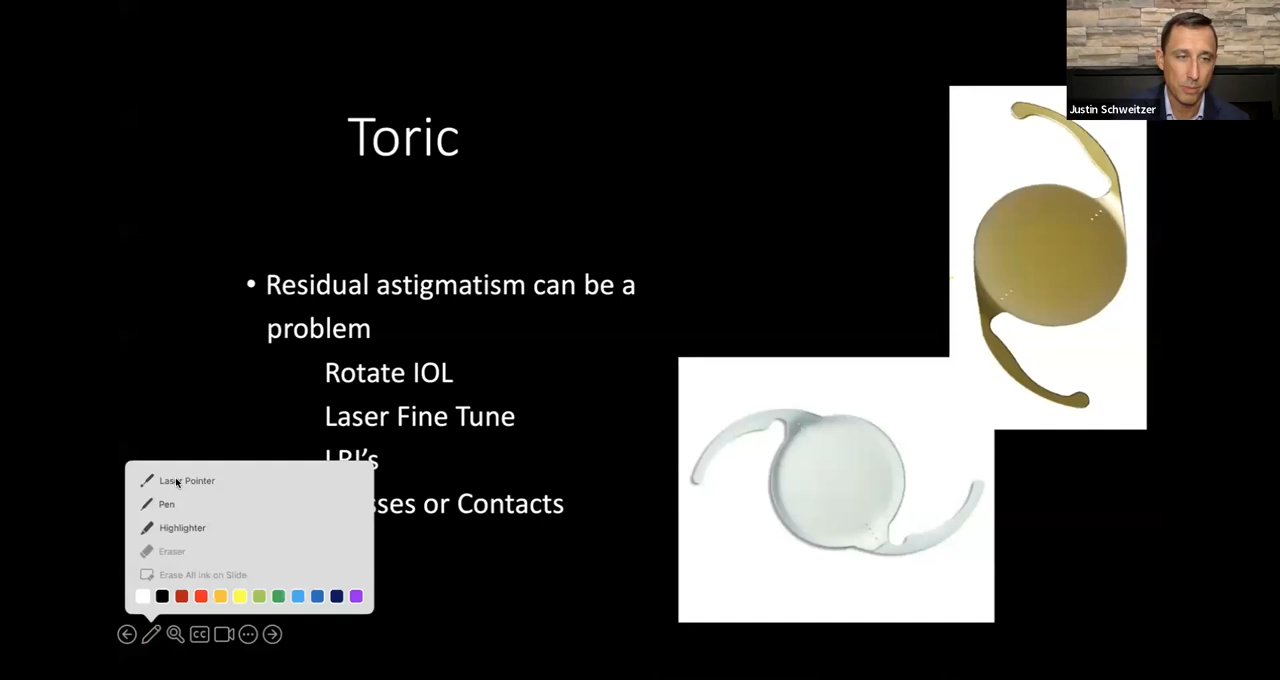 Justin Schweitzer
Toric
• Residual astigmatism can be a
problem
Rotate IOL
Laser Fine Tune
LRI's
or Contacts
Laser Pointer
Pen
Highlighter
Eraser
Erase All Ink on Slide
CC